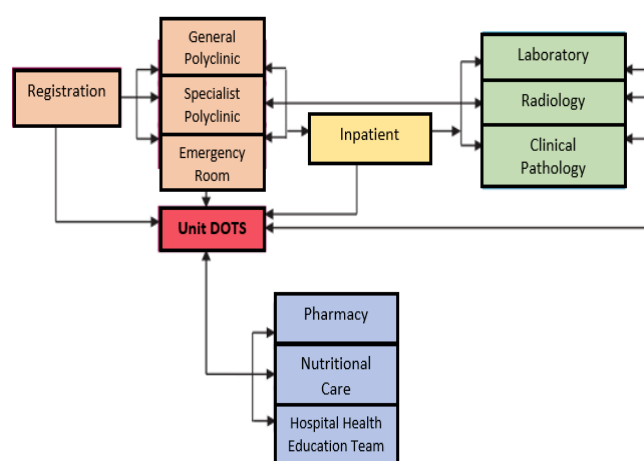 General
Polyclinic
Registration
Specialist
Polyclinic
Emergency
Room
Inpatient
Laboratory
Radiology
Clinical
Pathology
Unit DOTS
Pharmacy
Nutritional
Care
Hospital Health
Education Team